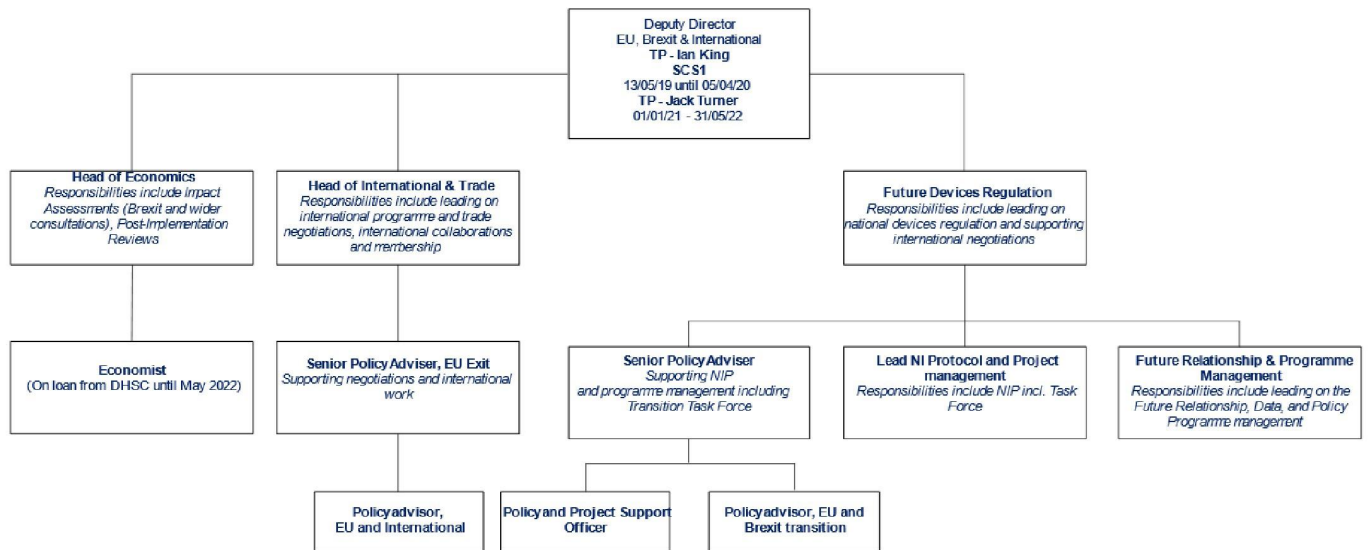 Deputy Director
EU, Brexit & International
TP - Ian King
SCS1
13/05/19 until 05/04/20
TP - Jack Turner
01/01/21 - 31/05/22
Head of Economics
Responsibilities include Impact
Assessments (Brexit and wider
consultations), Post-Implementation
Reviews
Head of International & Trade
Responsibilities include leading on
international programme and trade
negotiations, international collaborations
and membership
Future Devices Regulation
Responsibilities include leading on
national devices regulation and supporting
international negotiations
Economist
(On loan from DHSC until May 2022)
Senior Policy Adviser, EU Exit
Supporting negotiations and international
work
Senior Policy Adviser
Supporting NIP
and programme management including
Transition Task Force
Lead NI Protocol and Project
management
Responsibilities include NIP incl. Task
Force
Future Relationship & Programme
Management
Responsibilities include leading on the
Future Relationship, Data, and Policy
Programme management
Policy advisor,
EU and International
Policy and Project Support
Officer
Policy advisor, EU and
Brexit transition